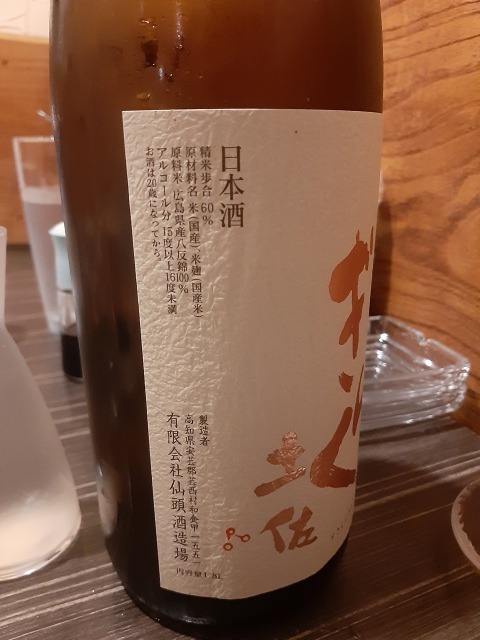 日本酒
精米歩合 60%
原材料名 米(国産)、米麹(国産米)
原料米 広島県産八反錦100%
アルコール分 15度以上16度未満
お酒は20歳になってから
土佐
製造者
高知県安芸郡芸西村和食甲一五五一
有限会社仙頭酒造場
内容量1.8L